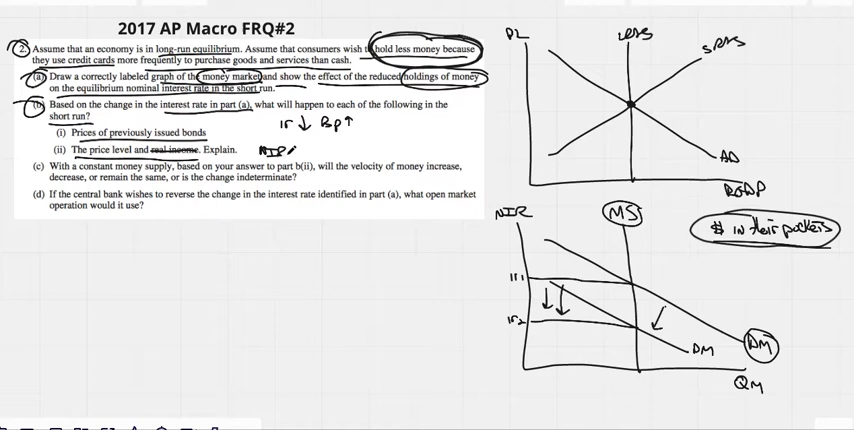 2017 AP Macro FRQ#2
2. Assume that an economy is in long-run equilibrium. Assume that consumers wish to hold less money because
they use credit cards more frequently to purchase goods and services than cash.
(a) Draw a correctly labeled graph of the money market and show the effect of the reduced holdings of money
on the equilibrium nominal interest rate in the short run.
(b) Based on the change in the interest rate in part (a), what will happen to each of the following in the
short run?
Ir ↓ Bp↑
(i) Prices of previously issued bonds
(ii) The price level and real income. Explain.
(c) With a constant money supply, based on your answer to part b(ii), will the velocity of money increase,
decrease, or remain the same, or is the change indeterminate?
(d) If the central bank wishes to reverse the change in the interest rate identified in part (a), what open market
operation would it use?
PL
LRAS
SRAS
AD
RGDP
NIR
MS
$ in their pockets
ir1
ir2
DM
DM
QM